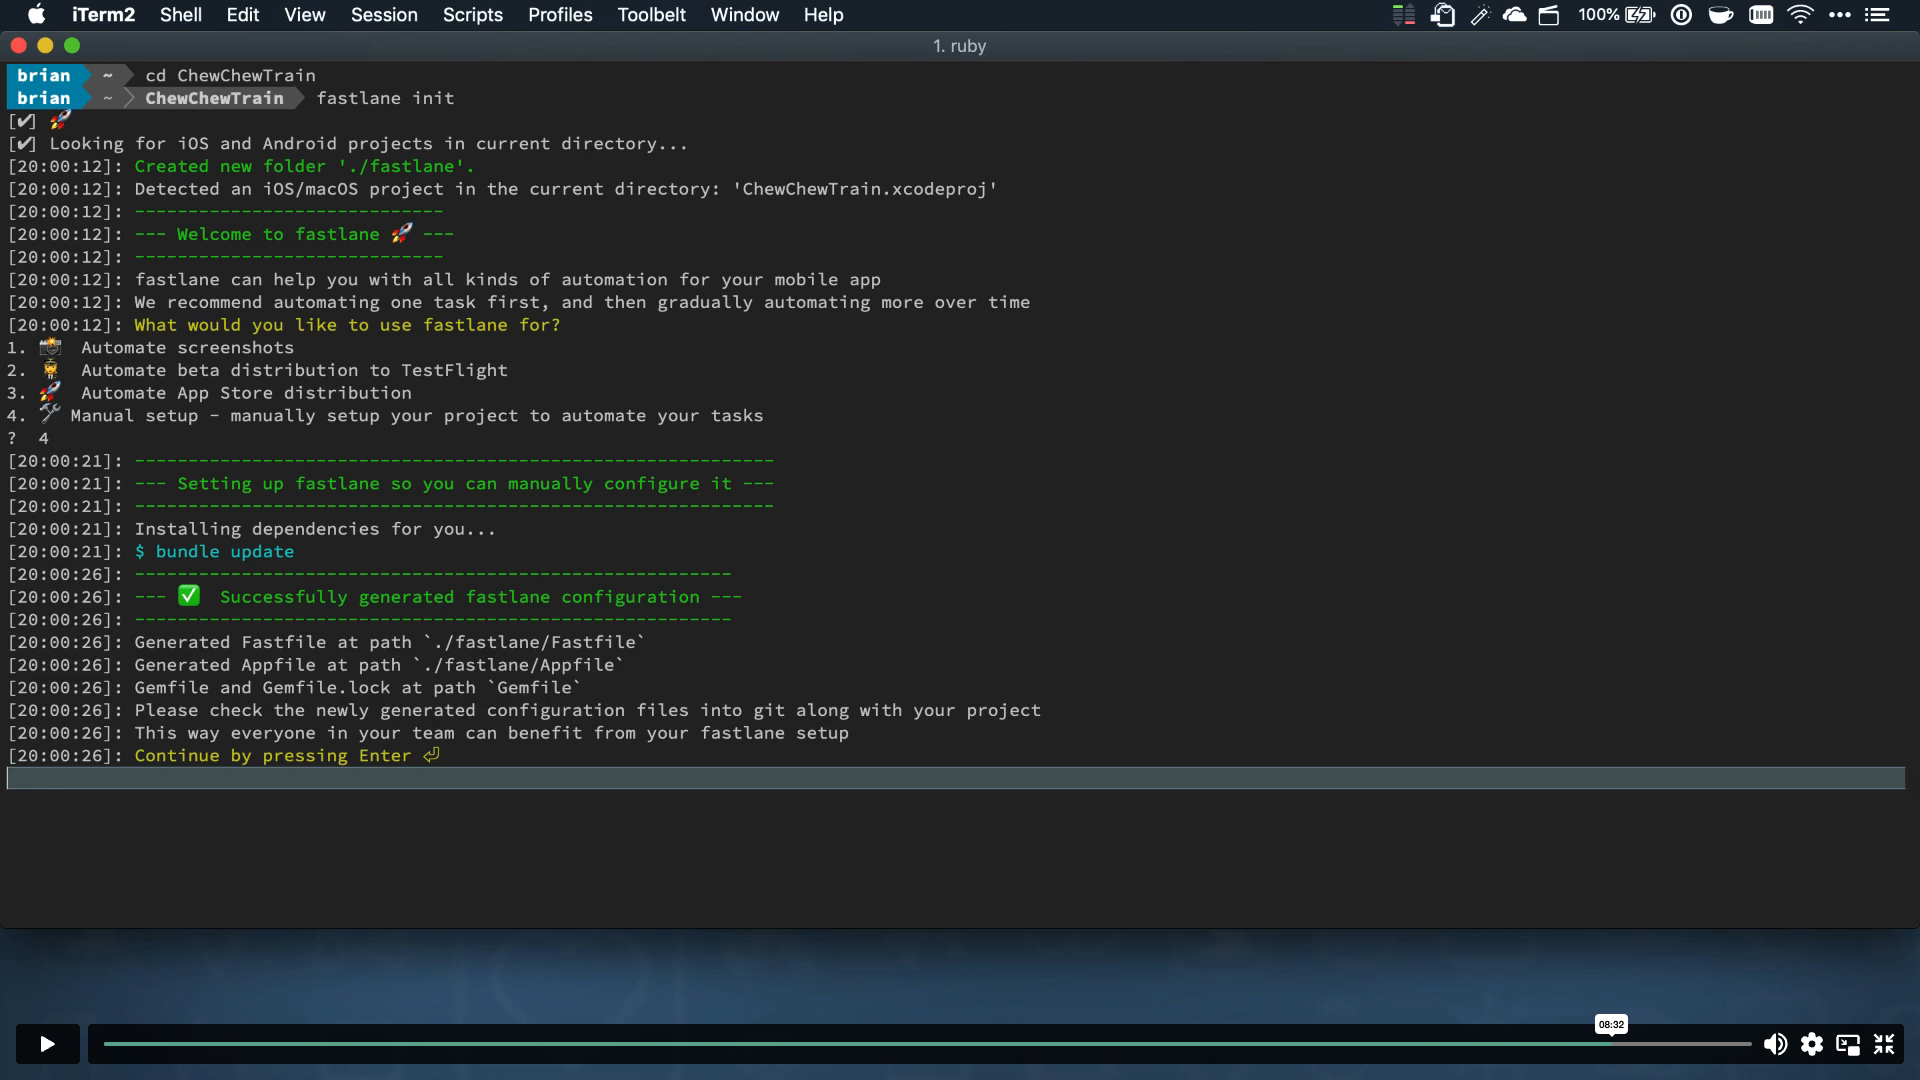 iTerm2 Shell Edit View Session Scripts Profiles Toolbelt Window Help 100%
1. ruby
brian ~ cd ChewChewTrain
brian ~ ChewChewTrain fastlane init
[✔] 🚀
[✔] Looking for iOS and Android projects in current directory...
[20:00:12]: Created new folder './fastlane'.
[20:00:12]: Detected an iOS/macOS project in the current directory: 'ChewChewTrain.xcodeproj'
[20:00:12]: -----------------------------
[20:00:12]: --- Welcome to fastlane 🚀 ---
[20:00:12]: -----------------------------
[20:00:12]: fastlane can help you with all kinds of automation for your mobile app
[20:00:12]: We recommend automating one task first, and then gradually automating more over time
[20:00:12]: What would you like to use fastlane for?
1. 📸 Automate screenshots
2. 👩‍✈️ Automate beta distribution to TestFlight
3. 🚀 Automate App Store distribution
4. 🛠 Manual setup - manually setup your project to automate your tasks
? 4
[20:00:21]: ------------------------------------------------------------
[20:00:21]: --- Setting up fastlane so you can manually configure it ---
[20:00:21]: ------------------------------------------------------------
[20:00:21]: Installing dependencies for you...
[20:00:21]: $ bundle update
[20:00:26]: --------------------------------------------------------
[20:00:26]: --- ✅ Successfully generated fastlane configuration ---
[20:00:26]: --------------------------------------------------------
[20:00:26]: Generated Fastfile at path `./fastlane/Fastfile`
[20:00:26]: Generated Appfile at path `./fastlane/Appfile`
[20:00:26]: Gemfile and Gemfile.lock at path `Gemfile`
[20:00:26]: Please check the newly generated configuration files into git along with your project
[20:00:26]: This way everyone in your team can benefit from your fastlane setup
[20:00:26]: Continue by pressing Enter ⏎
08:32